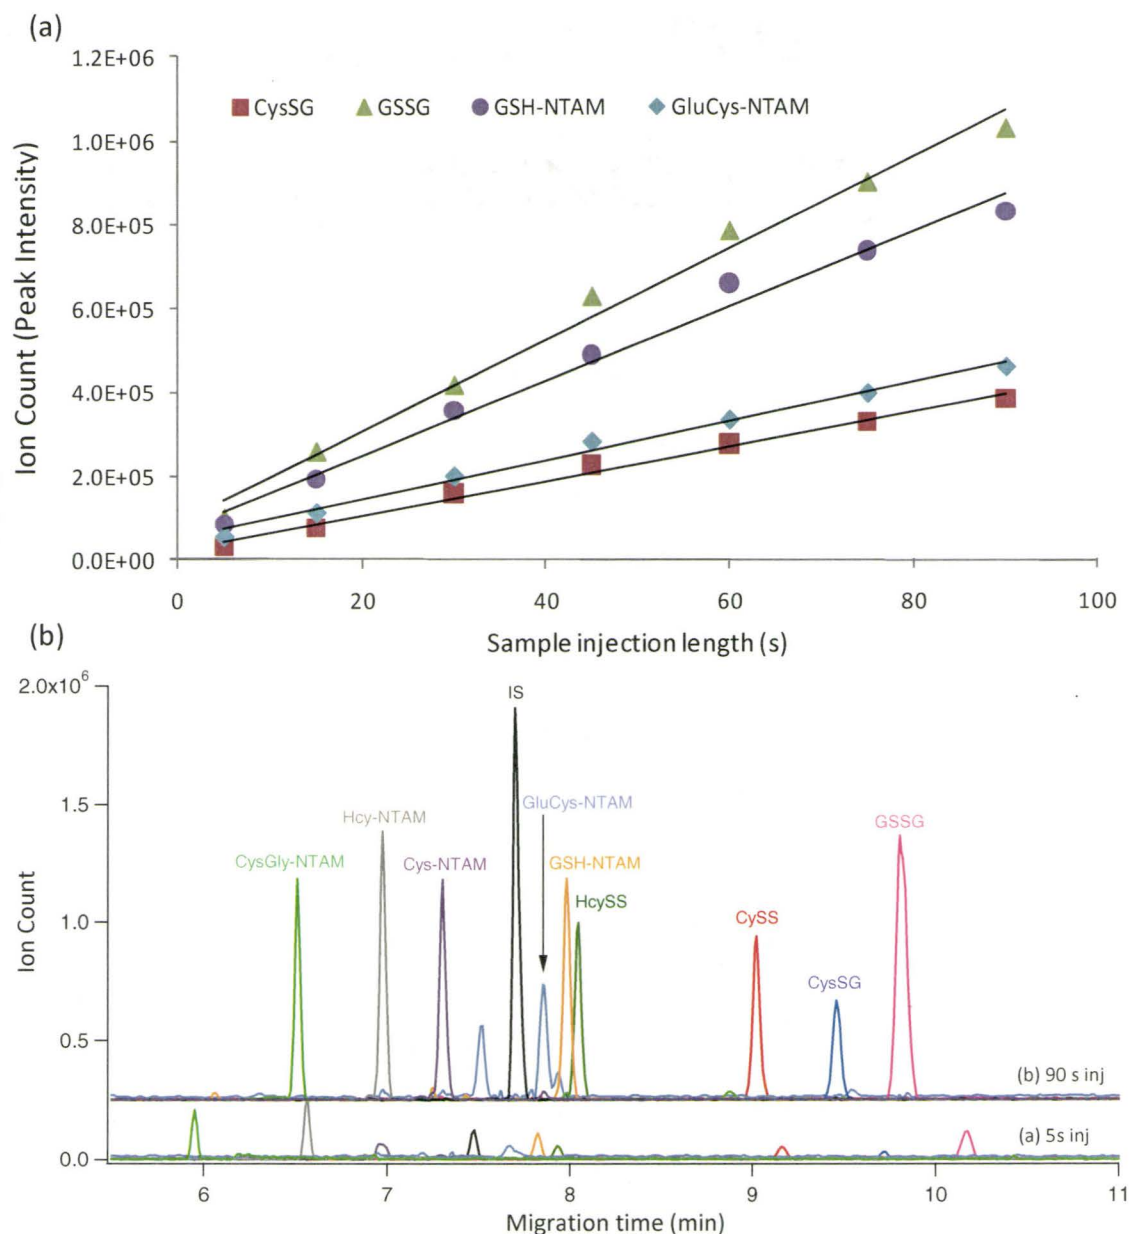 (a)
1.2E+06
CysSG GSSG GSH-NTAM GluCys-NTAM
1.0E+06
8.0E+05
6.0E+05
4.0E+05
2.0E+05
0.0E+00
Ion Count (Peak Intensity)
0 20 40 60 80 100
Sample injection length (s)
(b)
2.0x10⁶
1.5
1.0
0.5
0.0
Ion Count
IS
GluCys-NTAM
Hcy-NTAM
GSSG
CysGly-NTAM
Cys-NTAM
GSH-NTAM
HcySS
CySS
CysSG
(b) 90 s inj
(a) 5s inj
6 7 8 9 10 11
Migration time (min)